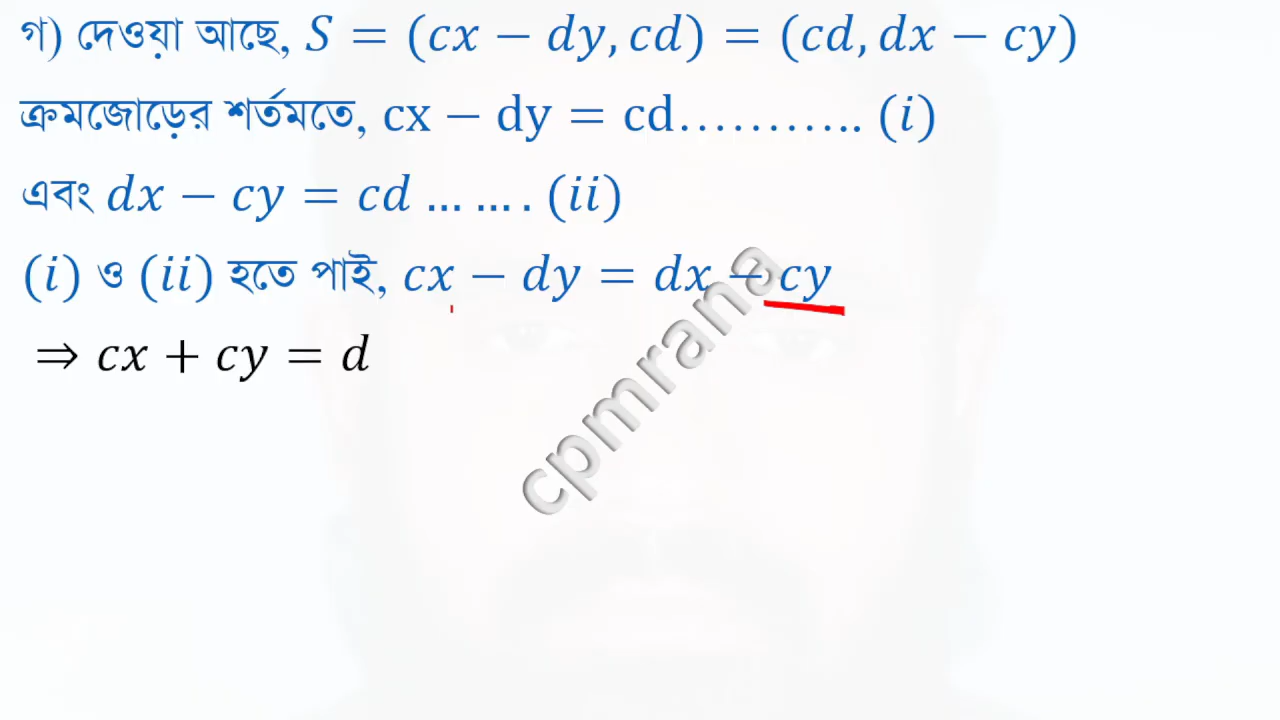 গ) দেওয়া আছে, S = (cx − dy, cd) = (cd, dx − cy)
ক্রমজোড়ের শর্তমতে, cx − dy = cd……….. (i)
এবং dx − cy = cd … … . (ii)
(i) ও (ii) হতে পাই, cx − dy = dx − cy
⇒ cx + cy = d
cpmrana